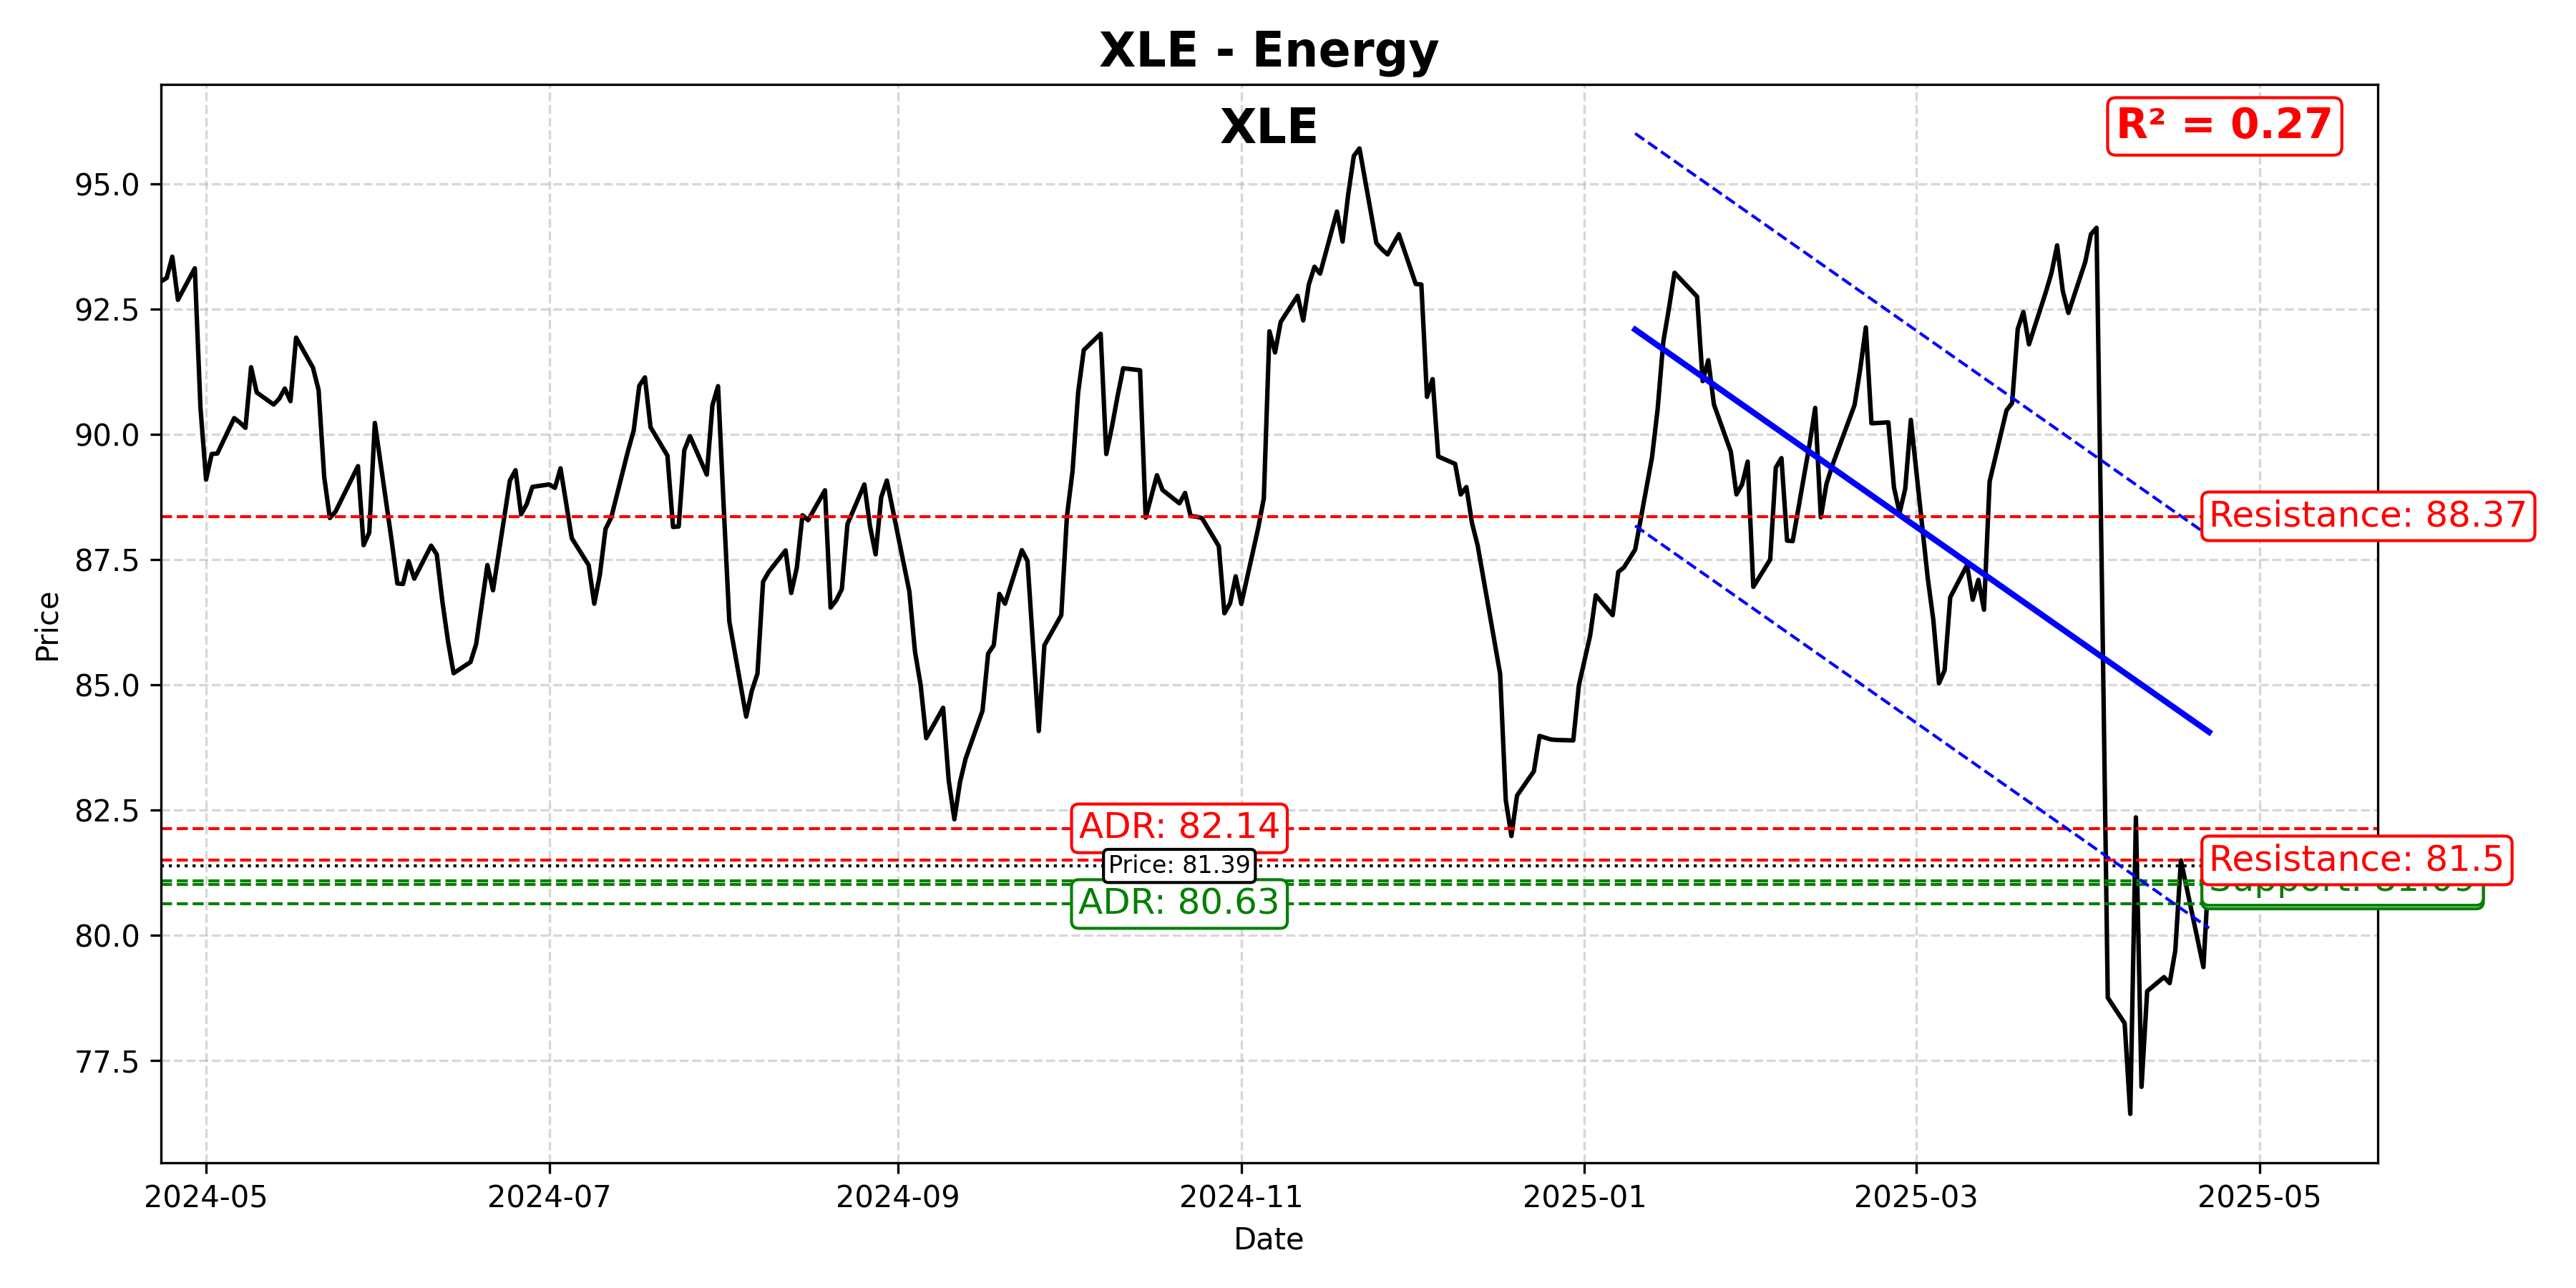 XLE - Energy
XLE
R² = 0.27
95.0
92.5
90.0
87.5
85.0
82.5
80.0
77.5
Price
Resistance: 88.37
ADR: 82.14
Price: 81.39
Resistance: 81.5
ADR: 80.63
2024-05
2024-07
2024-09
2024-11
2025-01
2025-03
2025-05
Date